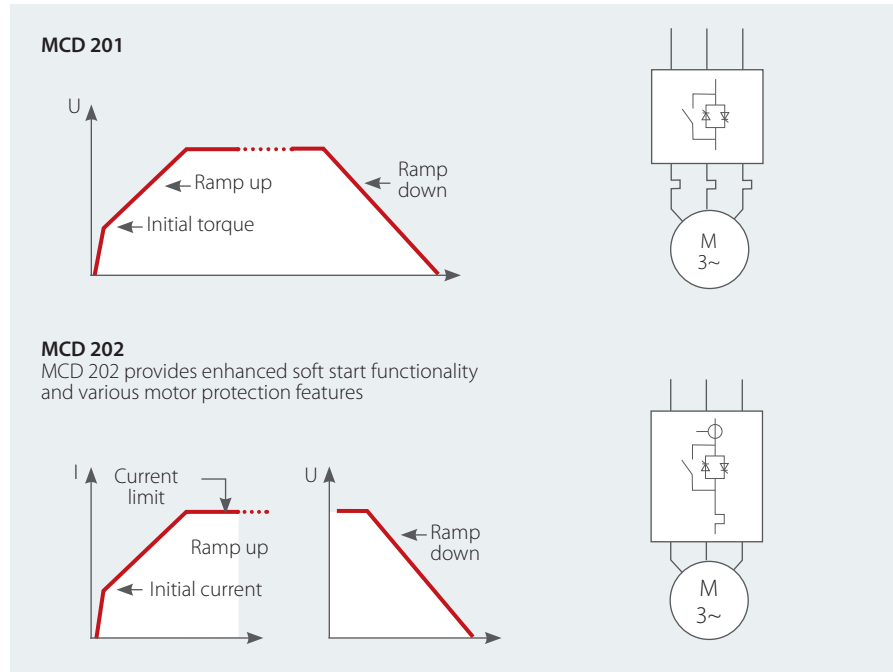 MCD 201
U
Ramp up
Initial torque
Ramp
down
M
3~
MCD 202
MCD 202 provides enhanced soft start functionality
and various motor protection features
I
Current
limit
Ramp up
Initial current
U
Ramp
down
M
3~